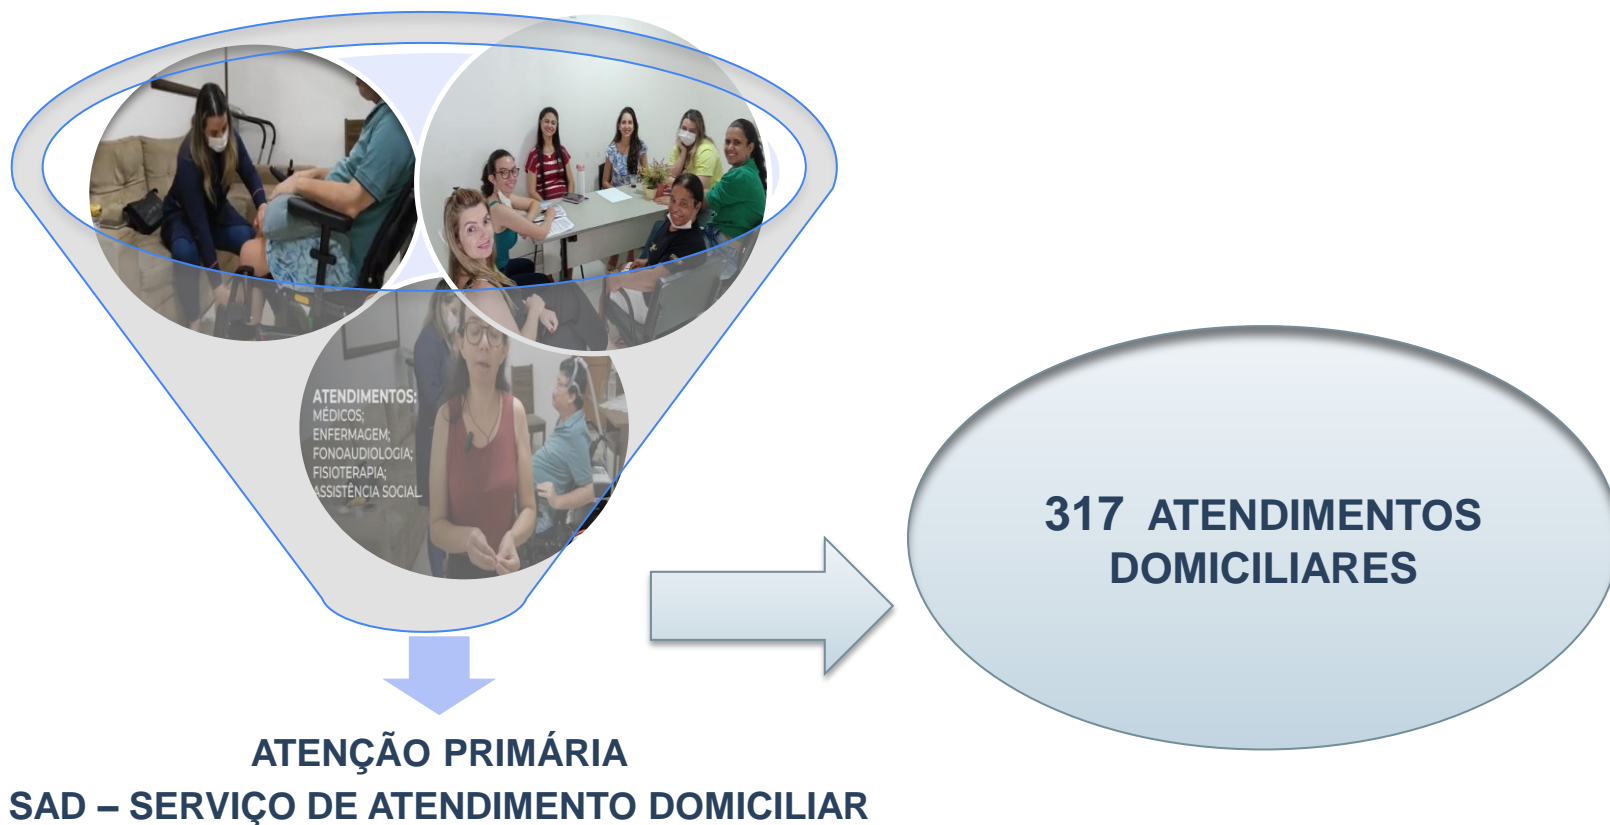 ATENDIMENTOS:
MÉDICOS;
ENFERMAGEM;
FONOAUDIOLOGIA;
FISIOTERAPIA;
ASSISTÊNCIA SOCIAL.
317 ATENDIMENTOS
DOMICILIARES
ATENÇÃO PRIMÁRIA
SAD – SERVIÇO DE ATENDIMENTO DOMICILIAR